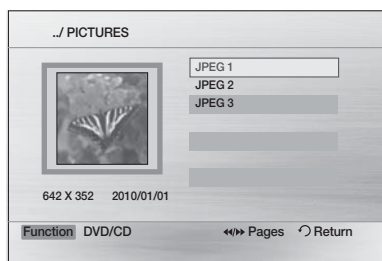 ../ PICTURES
JPEG 1
JPEG 2
JPEG 3
642 X 352 2010/01/01
Function DVD/CD Pages Return